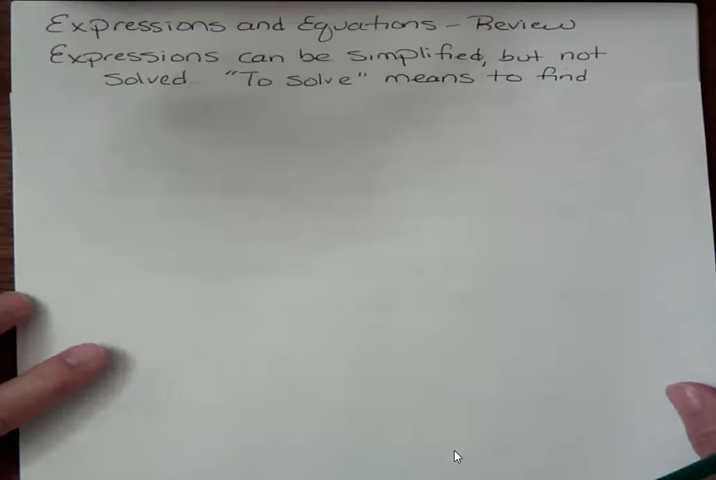 Expressions and Equations - Review
Expressions can be simplified, but not
solved. "To solve" means to find